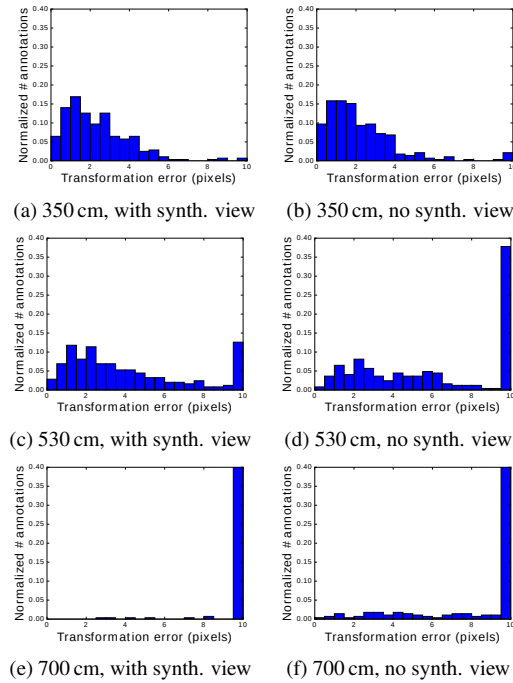 0.40 0.40
0.35 0.35
0.30 0.30
0.25 0.25
0.20 0.20
0.15 0.15
0.10 0.10
0.05 0.05
0.00 0.00
Normalized # annotations Normalized # annotations
0 2 4 6 8 10 0 2 4 6 8 10
Transformation error (pixels) Transformation error (pixels)
(a) 350 cm, with synth. view (b) 350 cm, no synth. view
0.40 0.40
0.35 0.35
0.30 0.30
0.25 0.25
0.20 0.20
0.15 0.15
0.10 0.10
0.05 0.05
0.00 0.00
Normalized # annotations Normalized # annotations
0 2 4 6 8 10 0 2 4 6 8 10
Transformation error (pixels) Transformation error (pixels)
(c) 530 cm, with synth. view (d) 530 cm, no synth. view
0.40 0.40
0.35 0.35
0.30 0.30
0.25 0.25
0.20 0.20
0.15 0.15
0.10 0.10
0.05 0.05
0.00 0.00
Normalized # annotations Normalized # annotations
0 2 4 6 8 10 0 2 4 6 8 10
Transformation error (pixels) Transformation error (pixels)
(e) 700 cm, with synth. view (f) 700 cm, no synth. view